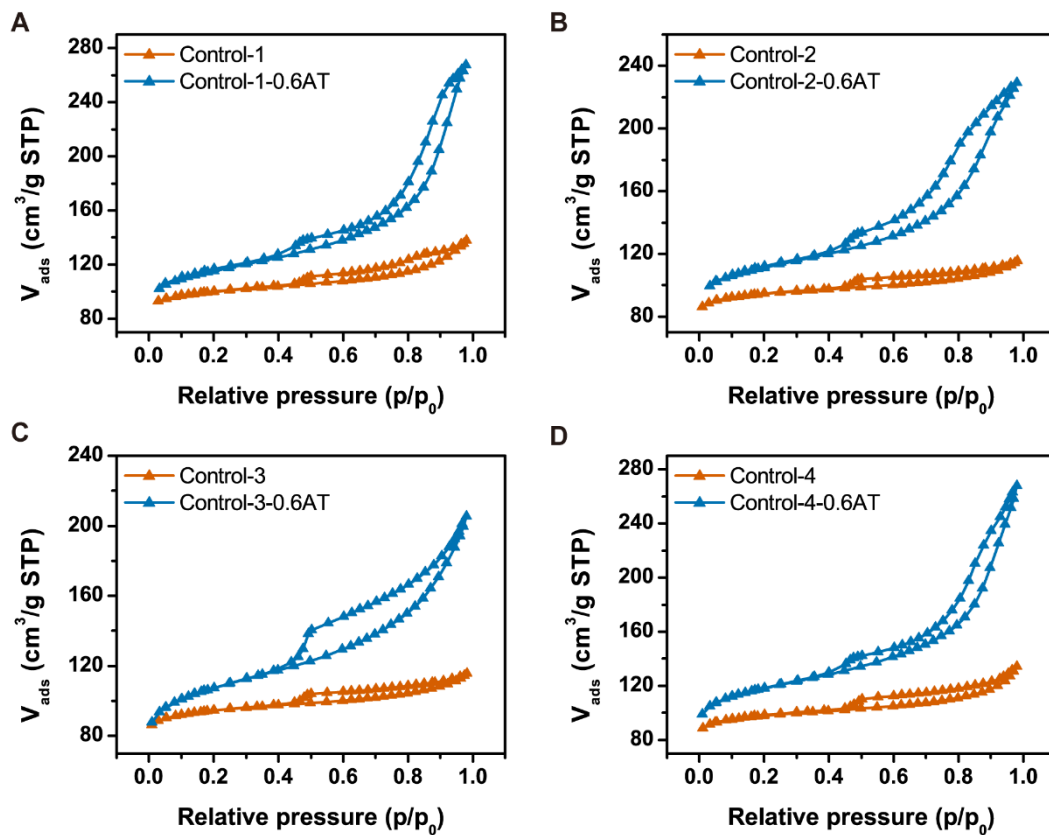 A
Control-1
Control-1-0.6AT
V_ads (cm³/g STP)
280
240
200
160
120
80
0.0 0.2 0.4 0.6 0.8 1.0
Relative pressure (p/p₀)
B
Control-2
Control-2-0.6AT
V_ads (cm³/g STP)
240
200
160
120
80
0.0 0.2 0.4 0.6 0.8 1.0
Relative pressure (p/p₀)
C
Control-3
Control-3-0.6AT
V_ads (cm³/g STP)
240
200
160
120
80
0.0 0.2 0.4 0.6 0.8 1.0
Relative pressure (p/p₀)
D
Control-4
Control-4-0.6AT
V_ads (cm³/g STP)
280
240
200
160
120
80
0.0 0.2 0.4 0.6 0.8 1.0
Relative pressure (p/p₀)